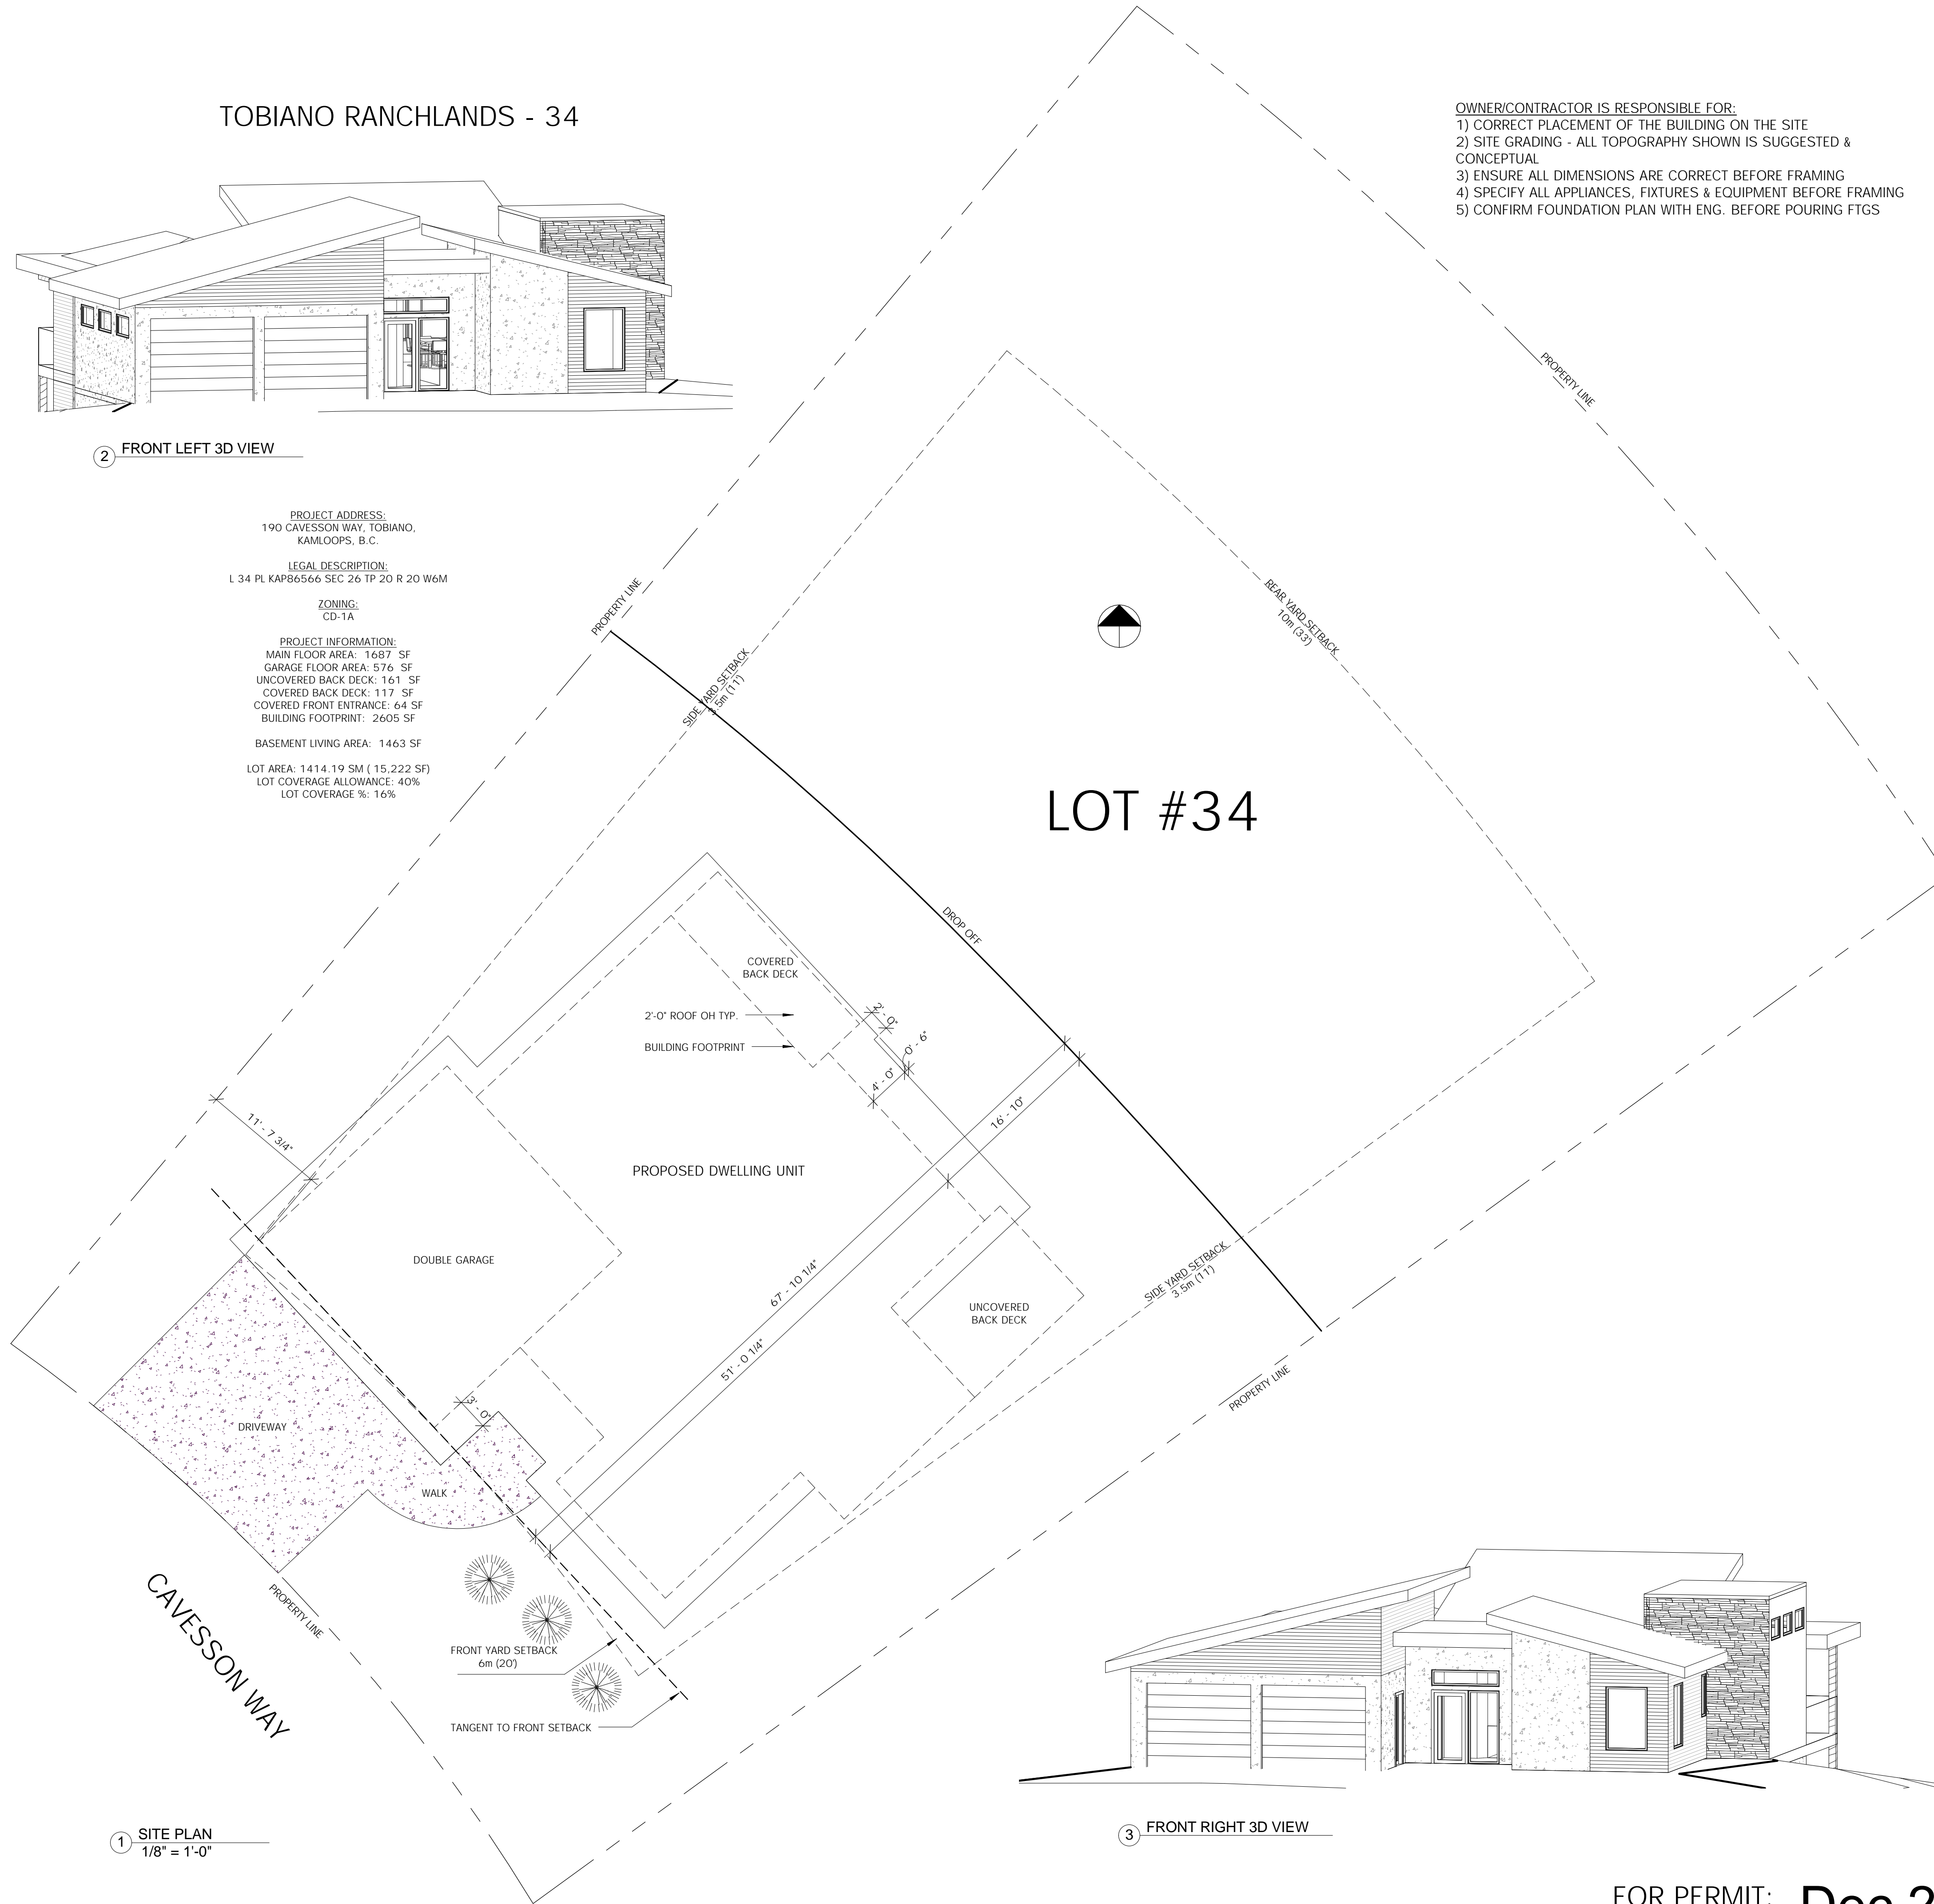 TOBIANO RANCHLANDS - 34
OWNER/CONTRACTOR IS RESPONSIBLE FOR:
1) CORRECT PLACEMENT OF THE BUILDING ON THE SITE
2) SITE GRADING - ALL TOPOGRAPHY SHOWN IS SUGGESTED &
CONCEPTUAL
3) ENSURE ALL DIMENSIONS ARE CORRECT BEFORE FRAMING
4) SPECIFY ALL APPLIANCES, FIXTURES & EQUIPMENT BEFORE FRAMING
5) CONFIRM FOUNDATION PLAN WITH ENG. BEFORE POURING FTGS
2 FRONT LEFT 3D VIEW
PROJECT ADDRESS:
190 CAVESSON WAY, TOBIANO,
KAMLOOPS, B.C.
LEGAL DESCRIPTION:
L 34 PL KAP86566 SEC 26 TP 20 R 20 W6M
ZONING:
CD-1A
PROJECT INFORMATION:
MAIN FLOOR AREA: 1687 SF
GARAGE FLOOR AREA: 576 SF
UNCOVERED BACK DECK: 161 SF
COVERED BACK DECK: 117 SF
COVERED FRONT ENTRANCE: 64 SF
BUILDING FOOTPRINT: 2605 SF
BASEMENT LIVING AREA: 1463 SF
LOT AREA: 1414.19 SM ( 15,222 SF)
LOT COVERAGE ALLOWANCE: 40%
LOT COVERAGE %: 16%
PROPERTY LINE
PROPERTY LINE
REAR YARD SETBACK
10m (33')
SIDE YARD SETBACK
3.5m (11')
LOT #34
DROP OFF
COVERED
BACK DECK
2'-0" ROOF OH TYP.
BUILDING FOOTPRINT
2' - 0"
0' - 6"
4' - 0"
16' - 10"
11' - 7 3/4"
PROPOSED DWELLING UNIT
DOUBLE GARAGE
67' - 10 1/4"
51' - 0 1/4"
UNCOVERED
BACK DECK
SIDE YARD SETBACK
3.5m (11')
PROPERTY LINE
3' - 0"
DRIVEWAY
WALK
CAVESSON WAY
PROPERTY LINE
FRONT YARD SETBACK
6m (20')
TANGENT TO FRONT SETBACK
1 SITE PLAN
1/8" = 1'-0"
3 FRONT RIGHT 3D VIEW
FOR PERMIT: Dec 2